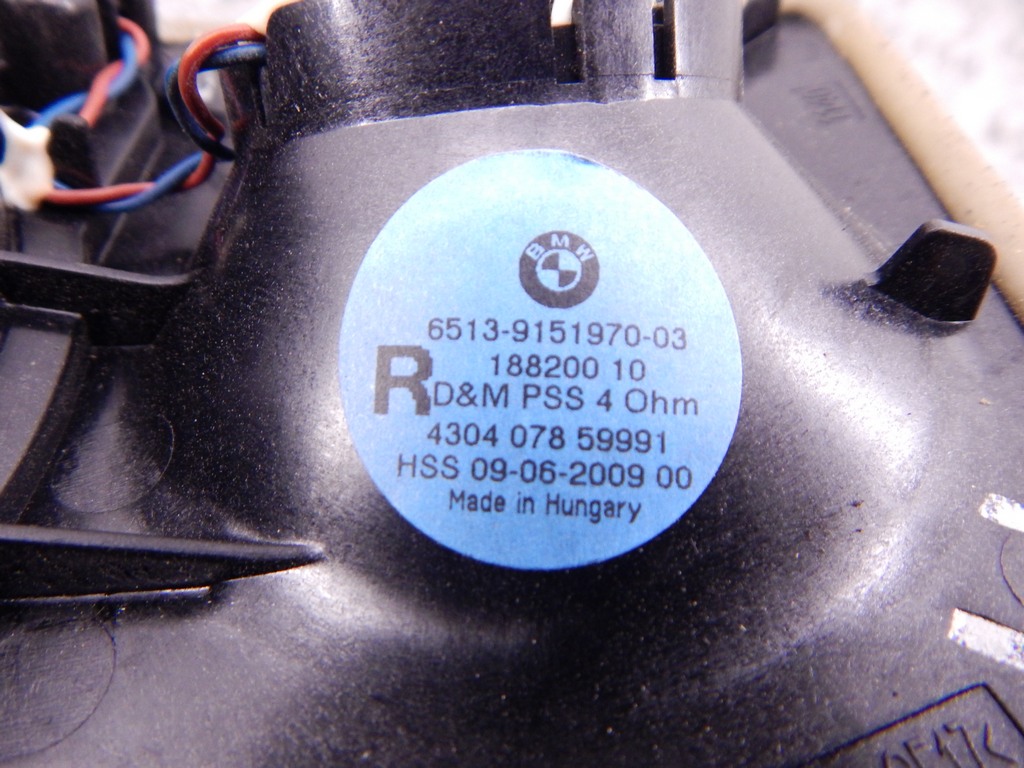 BMW
6513-9151970-03
188200 10
R D&M PSS 4 Ohm
4304 078 59991
HSS 09-06-2009 00
Made in Hungary